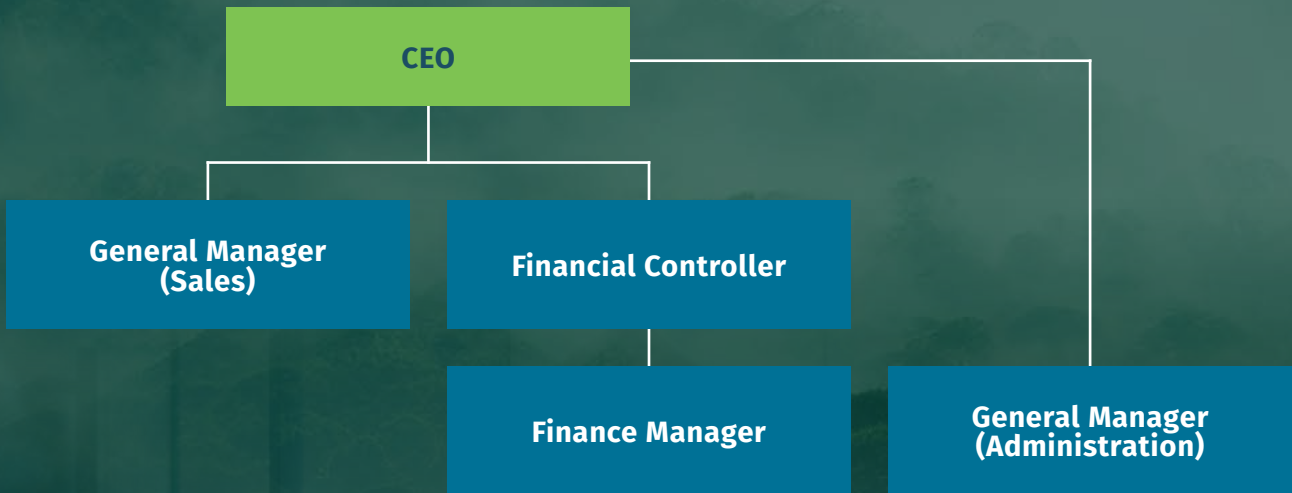 CEO
General Manager
(Sales)
Financial Controller
Finance Manager
General Manager
(Administration)